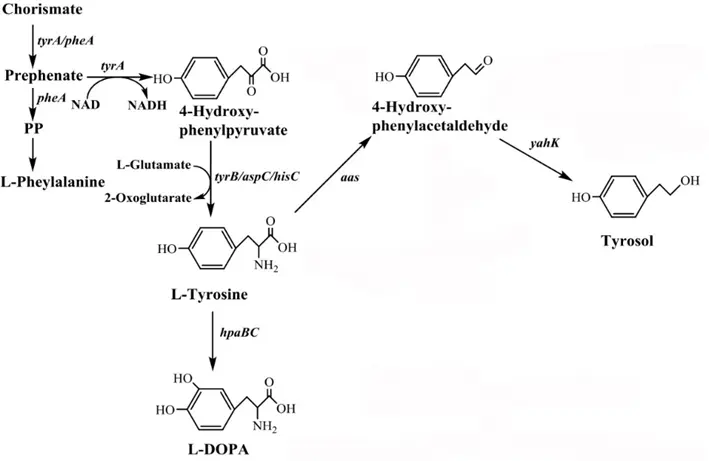 Chorismate
tyrA/pheA
Prephenate
tyrA
pheA
NAD
NADH
PP
L-Pheylalanine
HO
O
O
OH
4-Hydroxy-
phenylpyruvate
L-Glutamate
2-Oxoglutarate
tyrB/aspC/hisC
HO
O
OH
NH2
L-Tyrosine
hpaBC
HO
HO
O
OH
NH2
L-DOPA
aas
HO
O
4-Hydroxy-
phenylacetaldehyde
yahK
HO
OH
Tyrosol